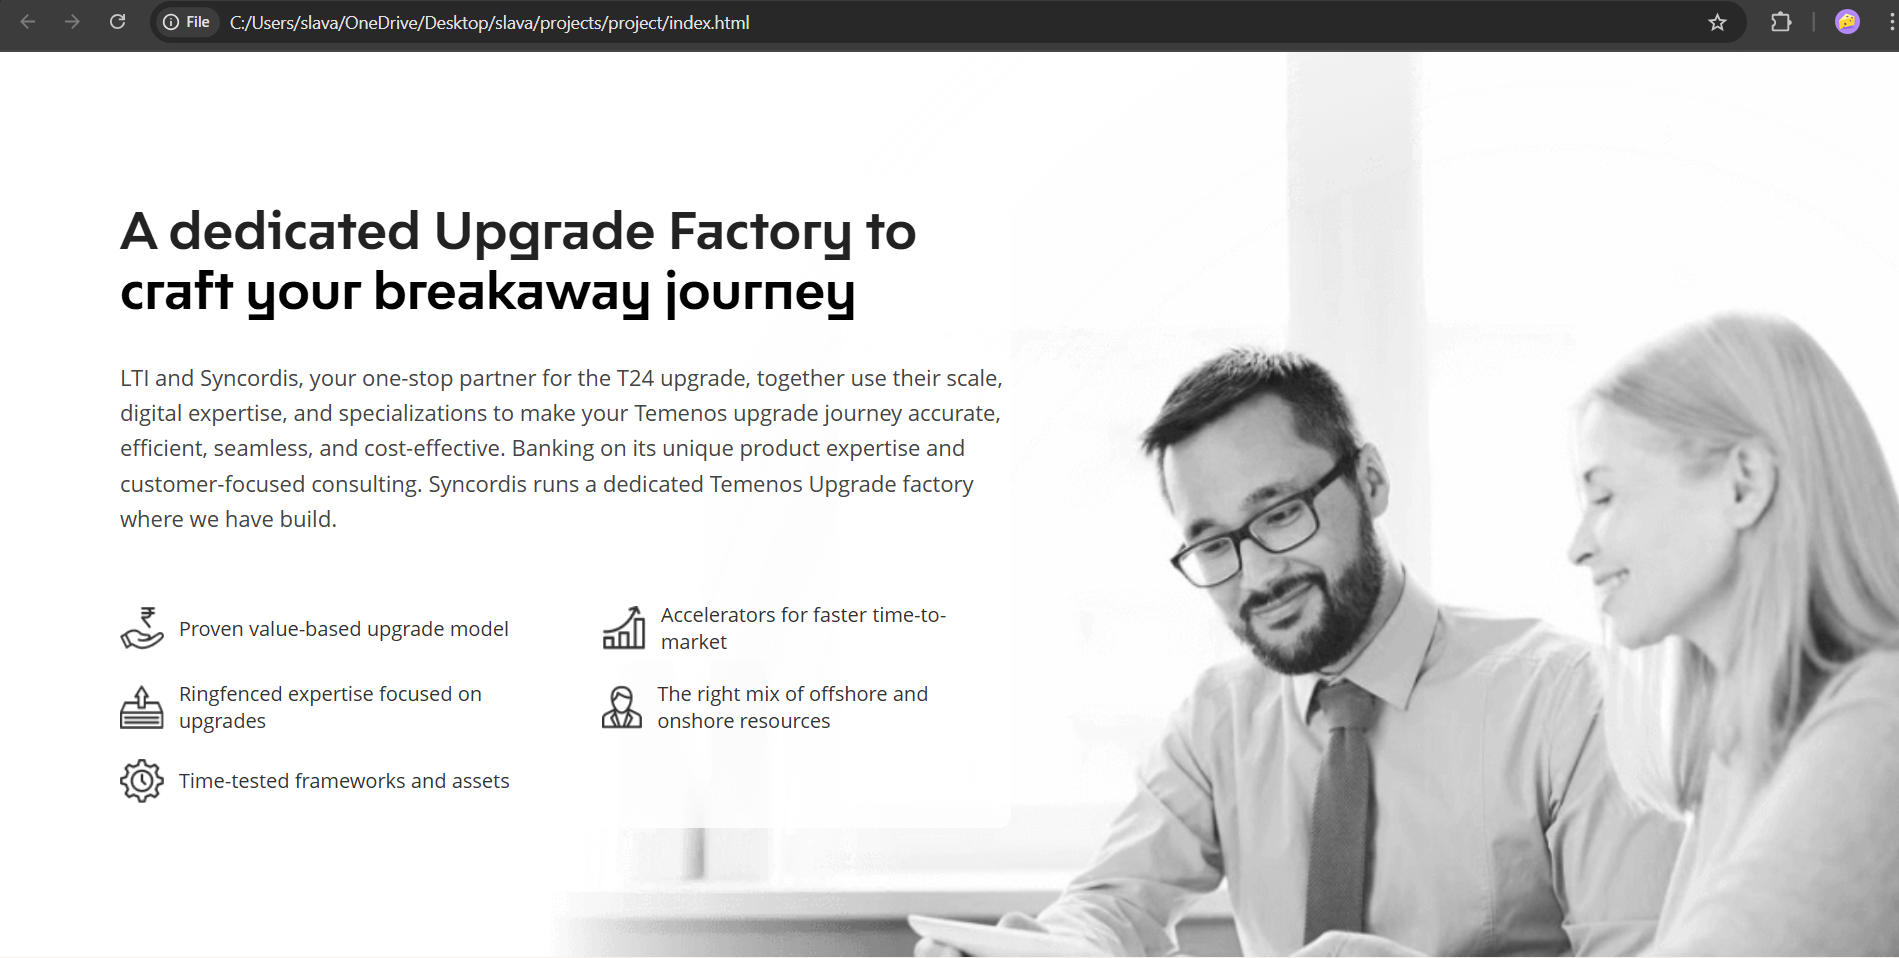 File
C:/Users/slava/OneDrive/Desktop/slava/projects/project/index.html
A dedicated Upgrade Factory to
craft your breakaway journey
LTI and Syncordis, your one-stop partner for the T24 upgrade, together use their scale,
digital expertise, and specializations to make your Temenos upgrade journey accurate,
efficient, seamless, and cost-effective. Banking on its unique product expertise and
customer-focused consulting. Syncordis runs a dedicated Temenos Upgrade factory
where we have build.
₹
Proven value-based upgrade model
Accelerators for faster time-to-
market
Ringfenced expertise focused on
upgrades
The right mix of offshore and
onshore resources
Time-tested frameworks and assets